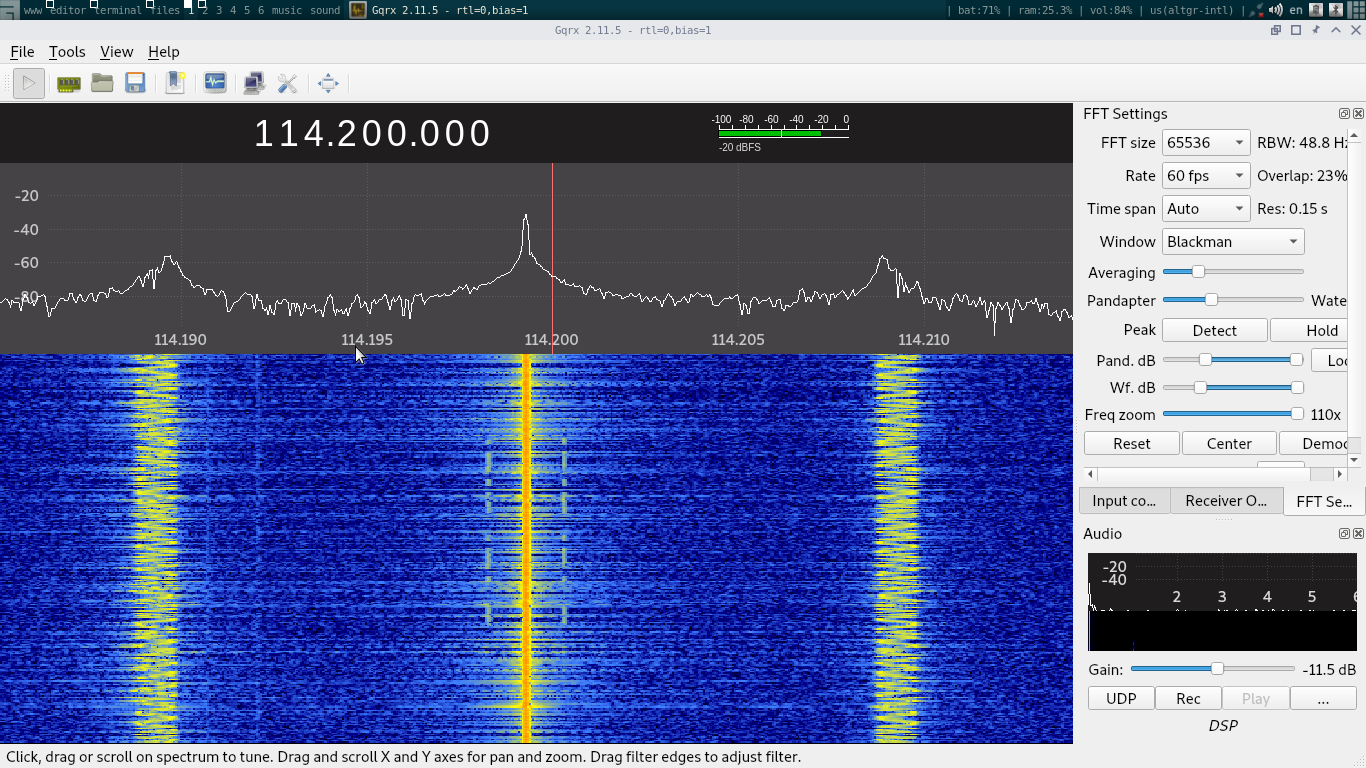 www editor terminal files 1 2 3 4 5 6 music sound Gqrx 2.11.5 - rtl=0,bias=1 | bat:71% | ram:25.3% | vol:84% | us(altgr-intl) | en
Gqrx 2.11.5 - rtl=0,bias=1
File Tools View Help
114.200.000
-100 -80 -60 -40 -20 0
-20 dBFS
-20
-40
-60
-80
114.190 114.195 114.200 114.205 114.210
FFT Settings
FFT size 65536 RBW: 48.8 Hz
Rate 60 fps Overlap: 23%
Time span Auto Res: 0.15 s
Window Blackman
Averaging
Pandapter Wate
Peak Detect Hold
Pand. dB Loc
Wf. dB
Freq zoom 110x
Reset Center Demod
Input co... Receiver O... FFT Se...
Audio
-20
-40
2 3 4 5 6
Gain: -11.5 dB
UDP Rec Play ...
DSP
Click, drag or scroll on spectrum to tune. Drag and scroll X and Y axes for pan and zoom. Drag filter edges to adjust filter.